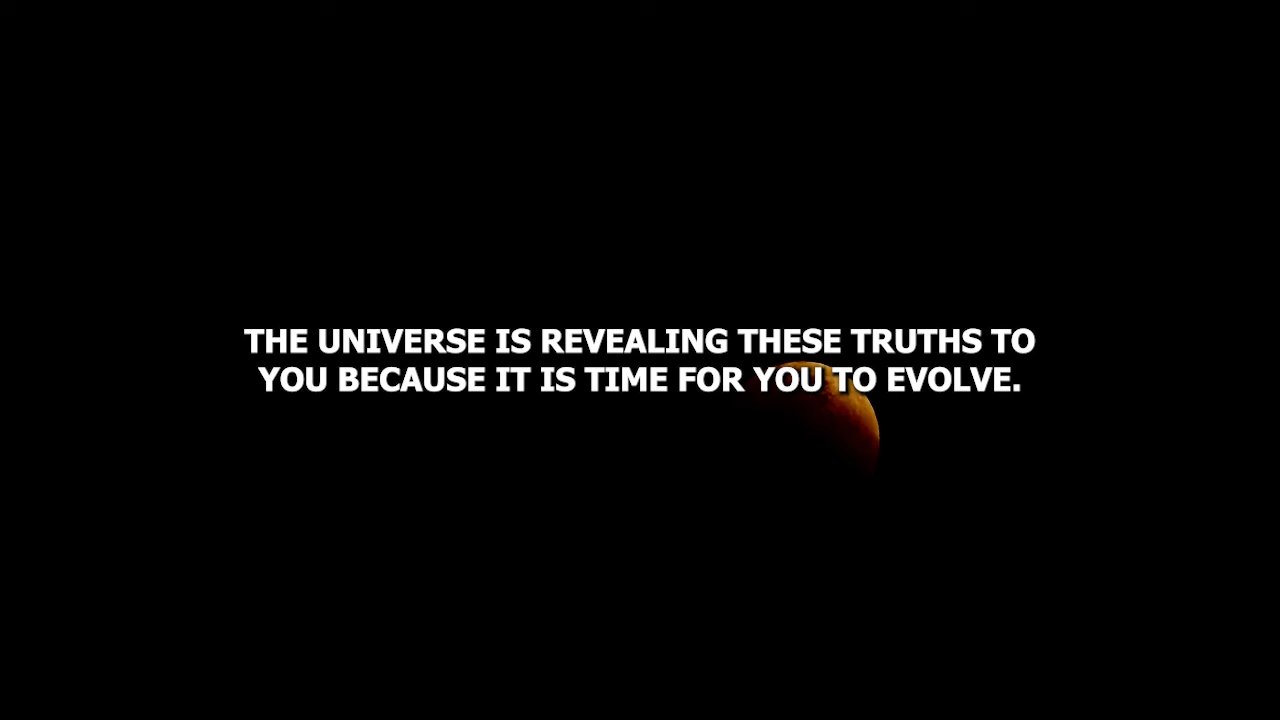 THE UNIVERSE IS REVEALING THESE TRUTHS TO
YOU BECAUSE IT IS TIME FOR YOU TO EVOLVE.